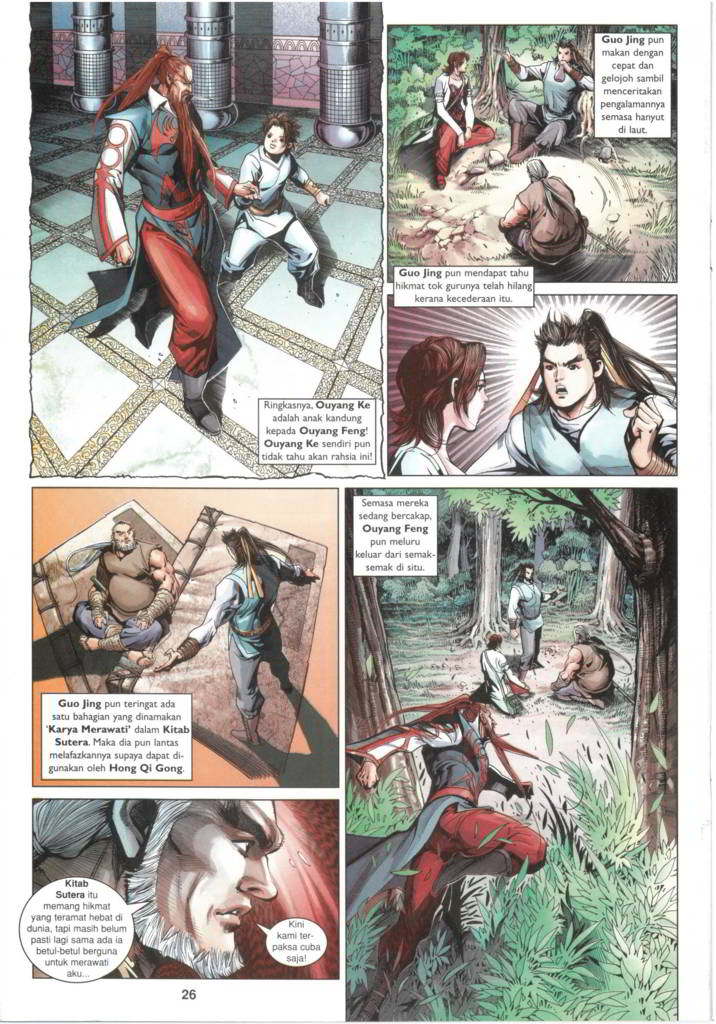 Ringkasnya, Ouyang Ke
adalah anak kandung
kepada Ouyang Feng!
Ouyang Ke sendiri pun
tidak tahu akan rahsia ini!
Guo Jing pun
makan dengan
cepat dan
gelojoh sambil
menceritakan
pengalamannya
semasa hanyut
di laut.
Guo Jing pun mendapat tahu
hikmat tok gurunya telah hilang
kerana kecederaan itu.
Guo Jing pun teringat ada
satu bahagian yang dinamakan
'Karya Merawati' dalam Kitab
Sutera. Maka dia pun lantas
melafazkannya supaya dapat di-
gunakan oleh Hong Qi Gong.
Kitab
Sutera itu
memang hikmat
yang teramat hebat di
dunia, tapi masih belum
pasti lagi sama ada ia
betul-betul berguna
untuk merawati
aku...
Kini
kami ter-
paksa cuba
saja!
Semasa mereka
sedang bercakap,
Ouyang Feng
pun meluru
keluar dari semak-
semak di situ.
26